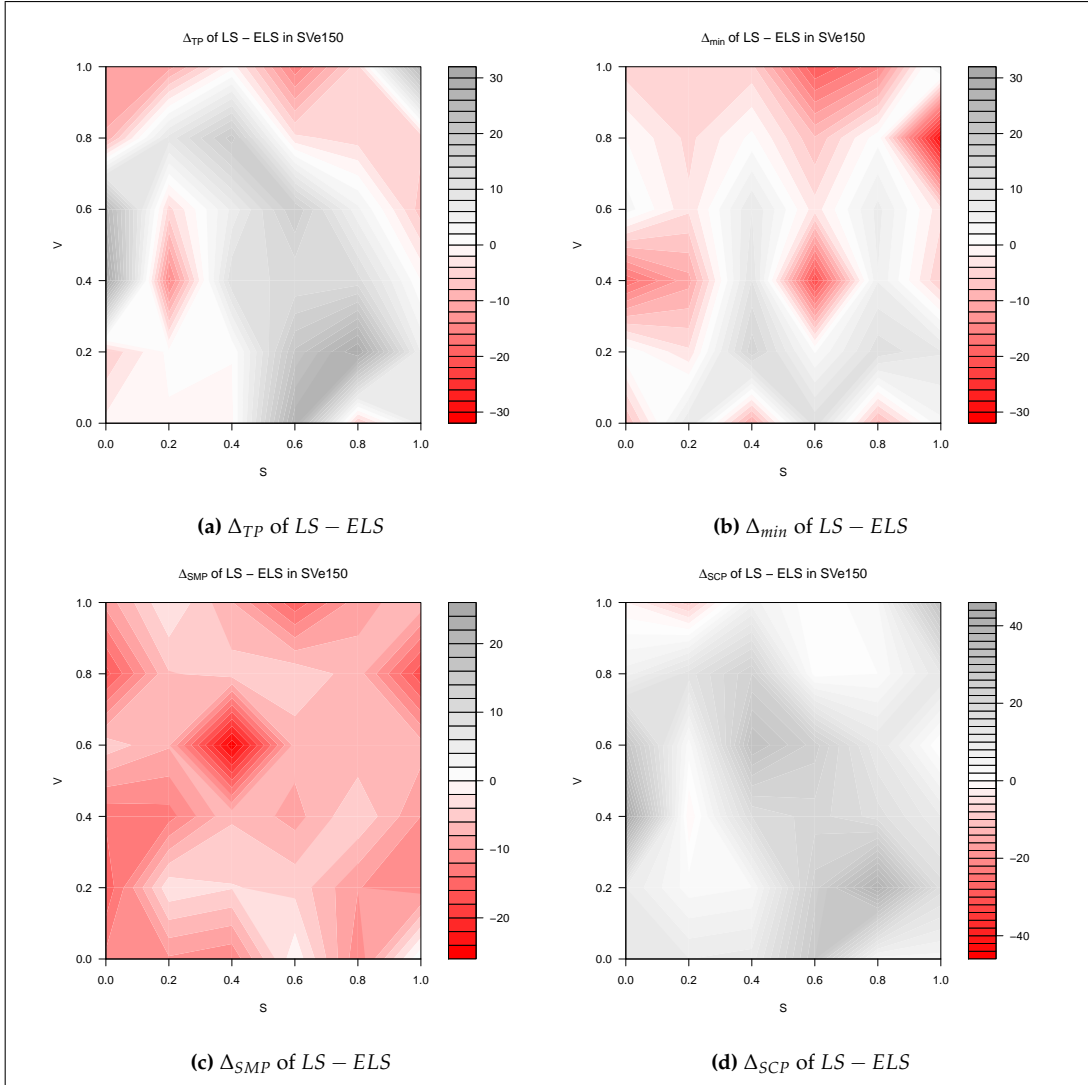 Δ_TP of LS − ELS in SVe150
1.0
0.8
0.6
0.4
0.2
0.0
V
0.0 0.2 0.4 0.6 0.8 1.0
S
30
20
10
0
−10
−20
−30
(a) Δ_TP of LS − ELS
Δ_min of LS − ELS in SVe150
1.0
0.8
0.6
0.4
0.2
0.0
V
0.0 0.2 0.4 0.6 0.8 1.0
S
30
20
10
0
−10
−20
−30
(b) Δ_min of LS − ELS
Δ_SMP of LS − ELS in SVe150
1.0
0.8
0.6
0.4
0.2
0.0
V
0.0 0.2 0.4 0.6 0.8 1.0
S
20
10
0
−10
−20
(c) Δ_SMP of LS − ELS
Δ_SCP of LS − ELS in SVe150
1.0
0.8
0.6
0.4
0.2
0.0
V
0.0 0.2 0.4 0.6 0.8 1.0
S
40
20
0
−20
−40
(d) Δ_SCP of LS − ELS